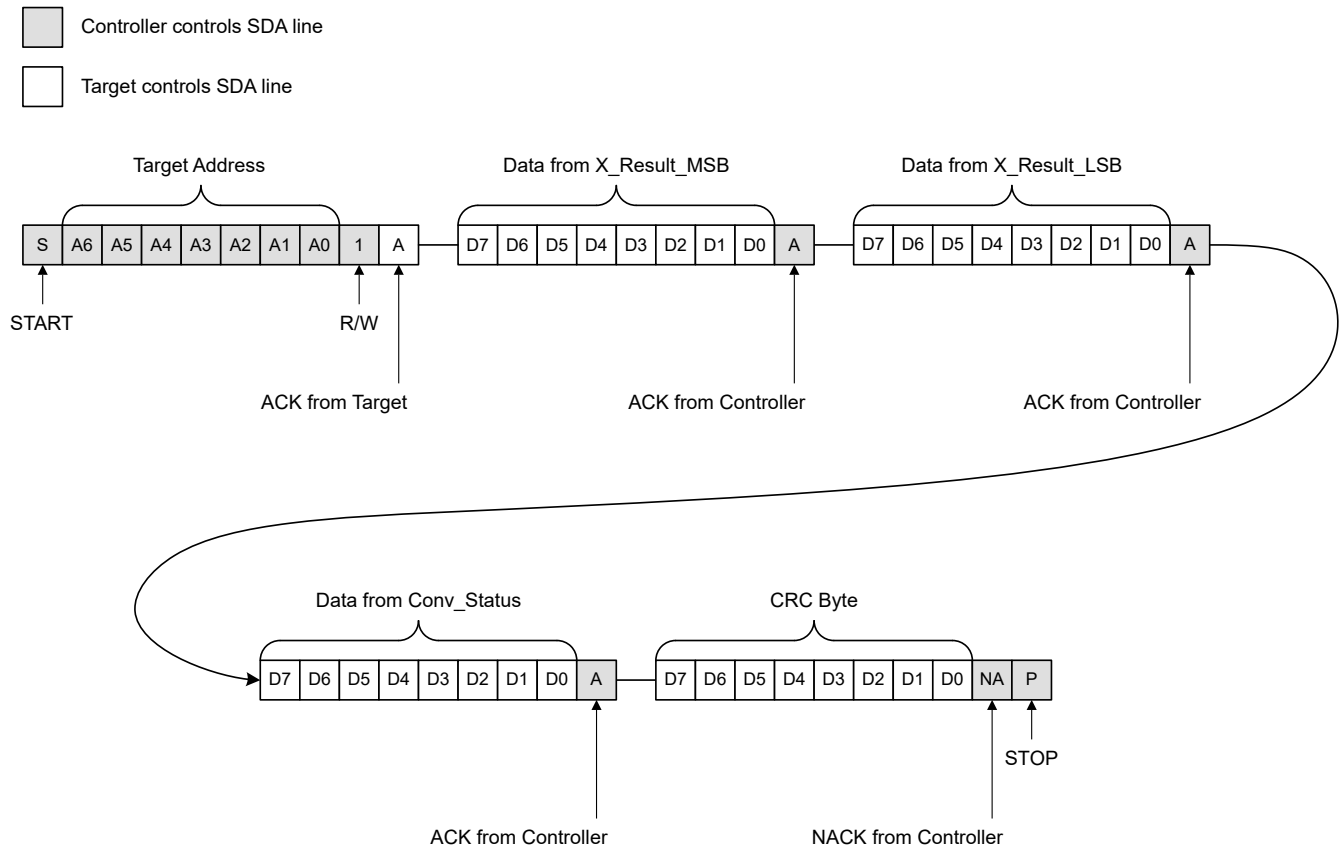 Controller controls SDA line
Target controls SDA line
Target Address
Data from X_Result_MSB
Data from X_Result_LSB
S A6 A5 A4 A3 A2 A1 A0 1 A D7 D6 D5 D4 D3 D2 D1 D0 A D7 D6 D5 D4 D3 D2 D1 D0 A
START
R/W
ACK from Target
ACK from Controller
ACK from Controller
Data from Conv_Status
CRC Byte
D7 D6 D5 D4 D3 D2 D1 D0 A D7 D6 D5 D4 D3 D2 D1 D0 NA P
STOP
ACK from Controller
NACK from Controller